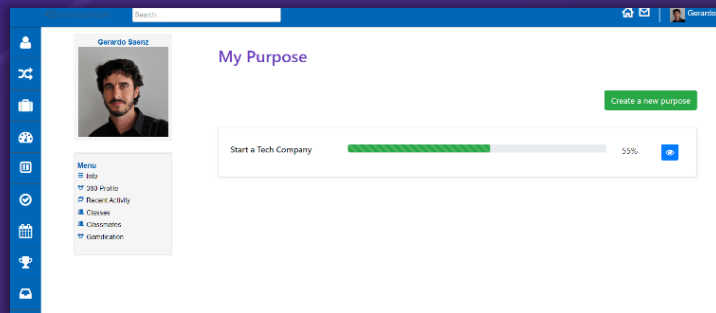 Search...
Gerardo
Gerardo Saenz
My Purpose
Create a new purpose
Start a Tech Company
55%
Menu
Info
360 Profile
Recent Activity
Classes
Classmates
Gamification